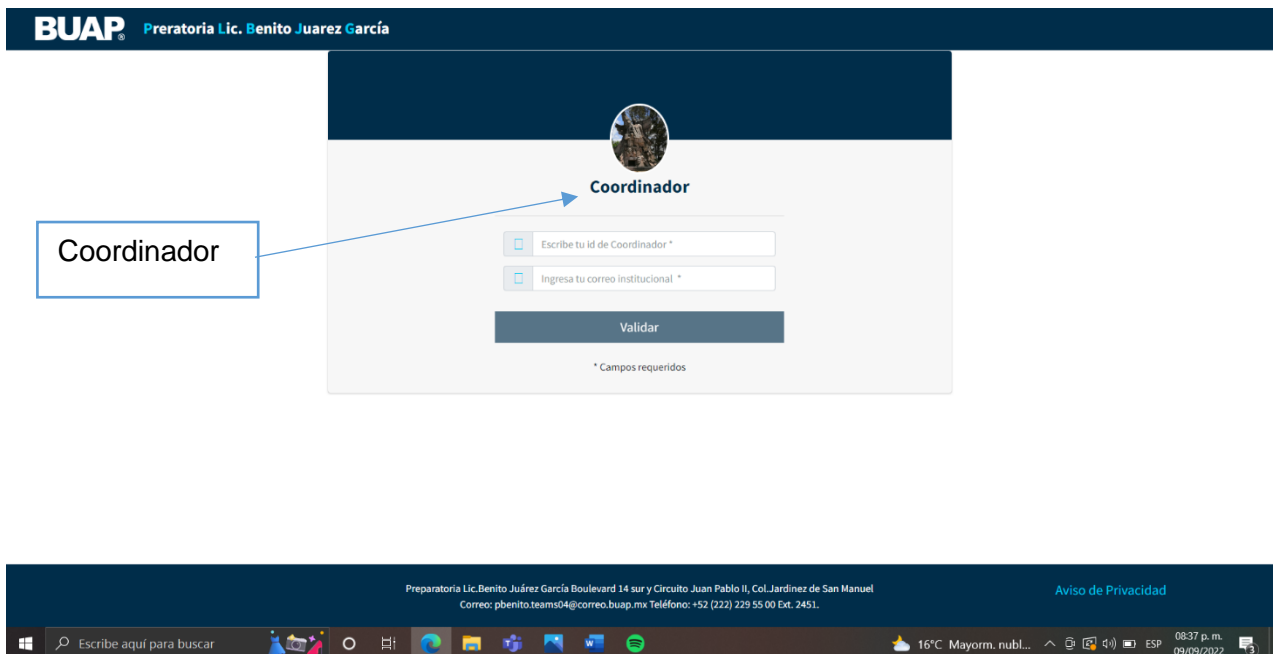 BUAP® Preratoria Lic. Benito Juarez García
Coordinador
Coordinador
Escribe tu id de Coordinador *
Ingresa tu correo institucional *
Validar
* Campos requeridos
Preparatoria Lic.Benito Juárez García Boulevard 14 sur y Circuito Juan Pablo II, Col.Jardinez de San Manuel
Correo: pbenito.teams04@correo.buap.mx Teléfono: +52 (222) 229 55 00 Ext. 2451.
Aviso de Privacidad
Escribe aquí para buscar
16°C Mayorm. nubl...
ESP
08:37 p. m.
09/09/2022
3